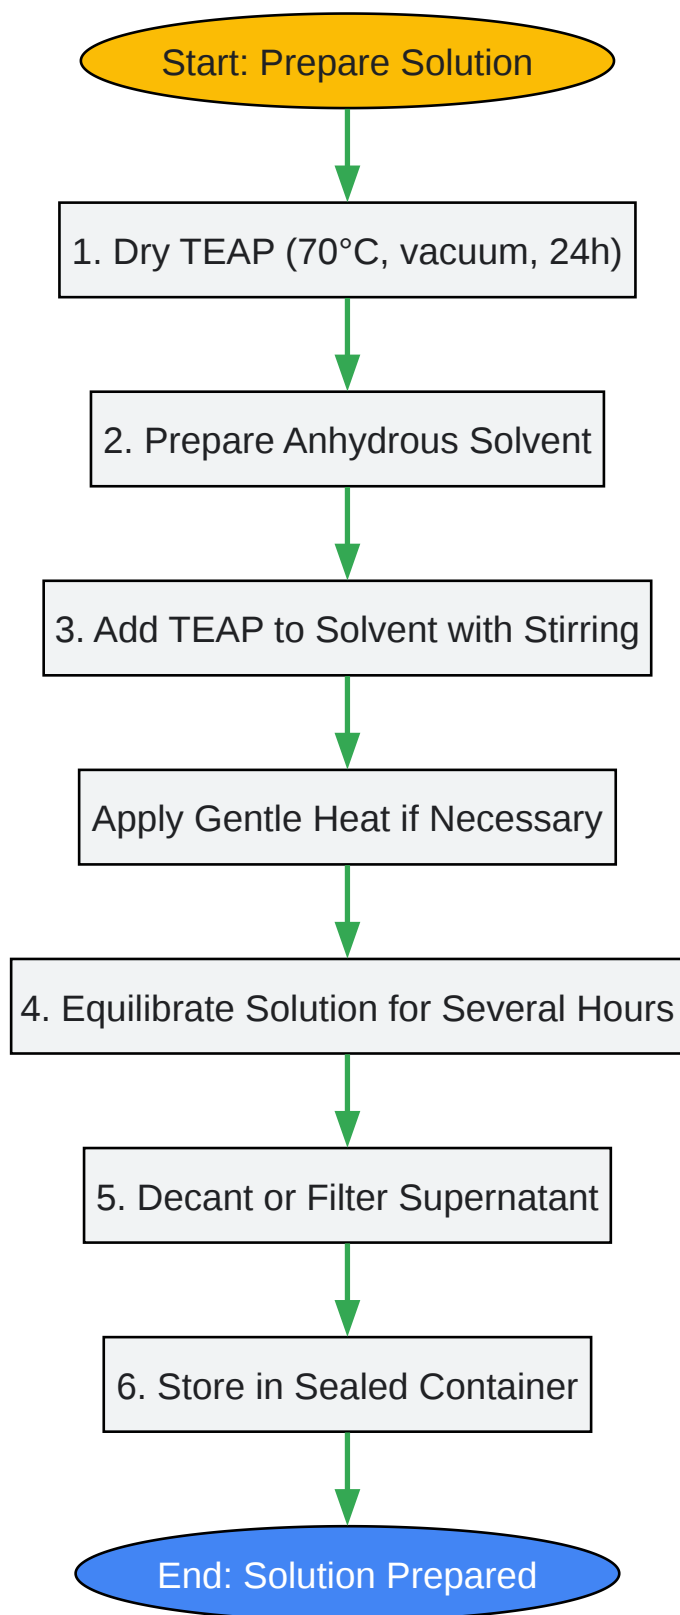 Start: Prepare Solution
1. Dry TEAP (70°C, vacuum, 24h)
2. Prepare Anhydrous Solvent
3. Add TEAP to Solvent with Stirring
Apply Gentle Heat if Necessary
4. Equilibrate Solution for Several Hours
5. Decant or Filter Supernatant
6. Store in Sealed Container
End: Solution Prepared